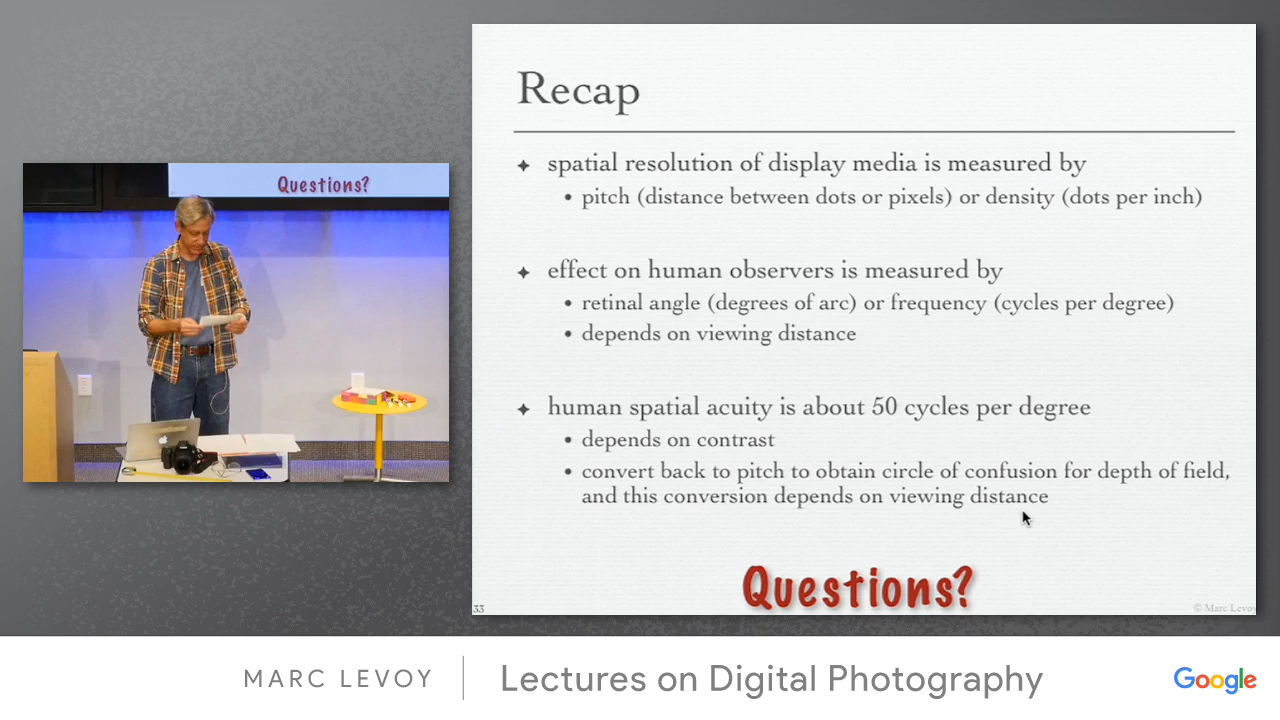 Questions?
Recap
✦ spatial resolution of display media is measured by
• pitch (distance between dots or pixels) or density (dots per inch)
✦ effect on human observers is measured by
• retinal angle (degrees of arc) or frequency (cycles per degree)
• depends on viewing distance
✦ human spatial acuity is about 50 cycles per degree
• depends on contrast
• convert back to pitch to obtain circle of confusion for depth of field,
and this conversion depends on viewing distance
Questions?
33
© Marc Levoy
MARC LEVOY
Lectures on Digital Photography
Google